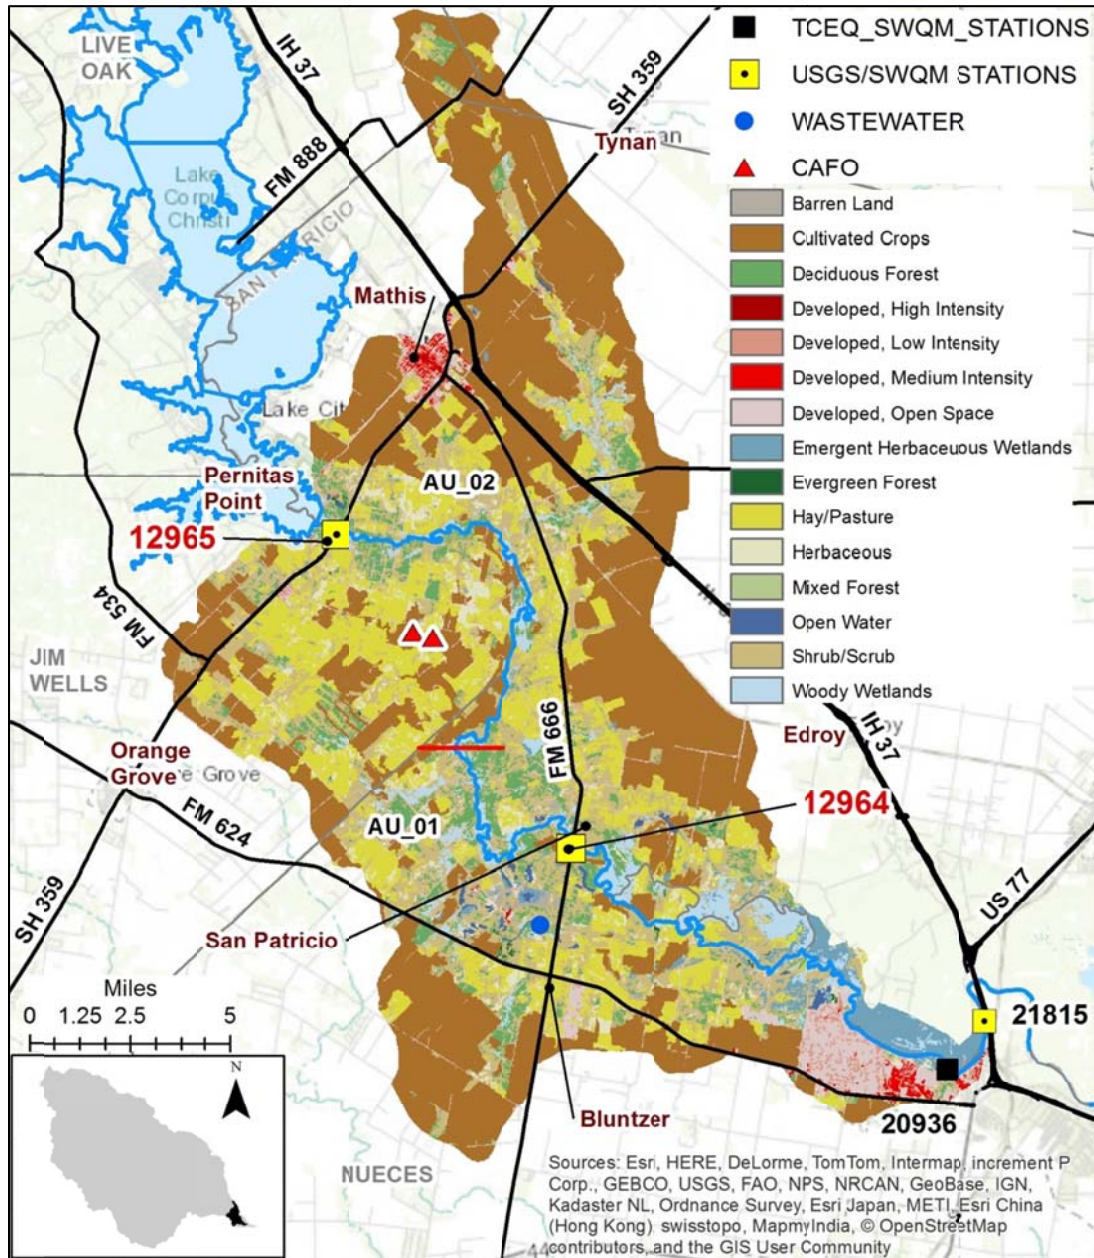 LIVE
OAK
IH 37
SH 359
Tynan
Tynan
FM 888
Lake
Corpus
Christi
SAN PATRICIO
Mathis
Lake City
AU_02
Pernitas
Point
12965
FM 534
JIM
WELLS
Orange
Grove
e Grove
FM 624
SH 359
AU_01
FM 666
Edroy
oy
IH 37
12964
US 77
San Patricio
21815
20936
Bluntzer
NUECES
44
TCEQ_SWQM_STATIONS
USGS/SWQM STATIONS
WASTEWATER
CAFO
Barren Land
Cultivated Crops
Deciduous Forest
Developed, High Intensity
Developed, Low Intensity
Developed, Medium Intensity
Developed, Open Space
Emergent Herbaceuous Wetlands
Evergreen Forest
Hay/Pasture
Herbaceous
Mixed Forest
Open Water
Shrub/Scrub
Woody Wetlands
Miles
0 1.25 2.5 5
N
Sources: Esri, HERE, DeLorme, TomTom, Intermap, increment P
Corp., GEBCO, USGS, FAO, NPS, NRCAN, GeoBase, IGN,
Kadaster NL, Ordnance Survey, Esri Japan, METI, Esri China
(Hong Kong) swisstopo, MapmyIndia, © OpenStreetMap
contributors, and the GIS User Community